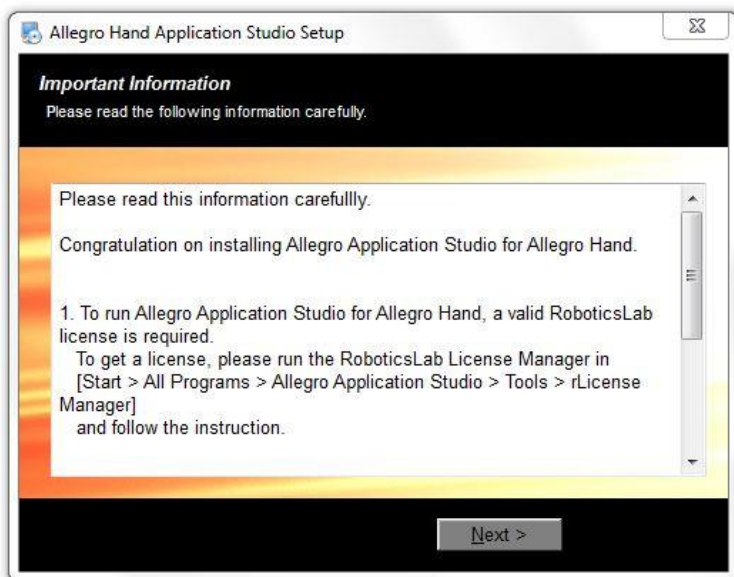 Allegro Hand Application Studio Setup
Important Information
Please read the following information carefully.
Please read this information carefullly.
Congratulation on installing Allegro Application Studio for Allegro Hand.
1. To run Allegro Application Studio for Allegro Hand, a valid RoboticsLab
license is required.
To get a license, please run the RoboticsLab License Manager in
[Start > All Programs > Allegro Application Studio > Tools > rLicense
Manager]
and follow the instruction.
Next >